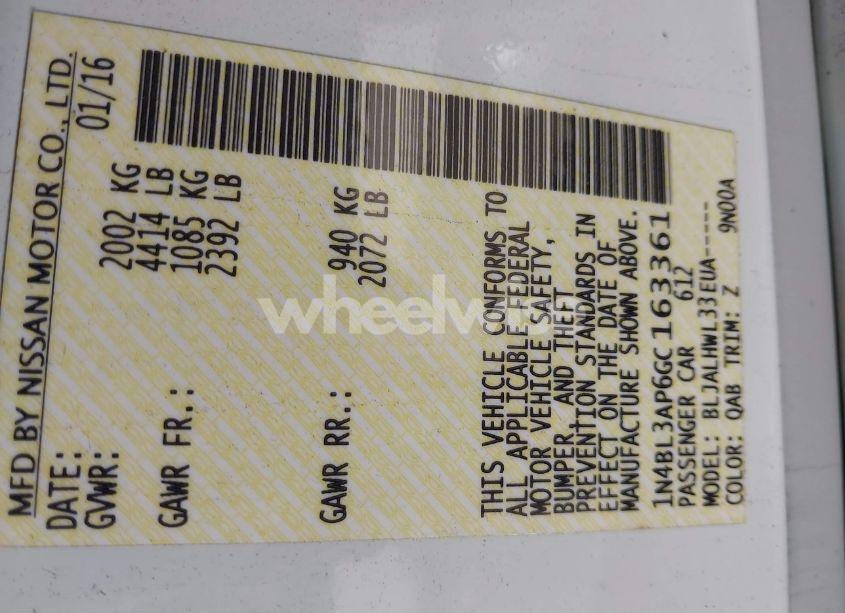 MFD BY NISSAN MOTOR CO., LTD.
DATE: 01/16
GVWR: 2002 KG
4414 LB
GAWR FR.: 1085 KG
2392 LB
GAWR RR.: 940 KG
2072 LB
THIS VEHICLE CONFORMS TO
ALL APPLICABLE FEDERAL
MOTOR VEHICLE SAFETY,
BUMPER, AND THEFT
PREVENTION STANDARDS IN
EFFECT ON THE DATE OF
MANUFACTURE SHOWN ABOVE.
1N4BL3AP6GC163361
PASSENGER CAR 612
MODEL: BLJALHWL33EUA-----
COLOR: QAB TRIM: Z 9N00A